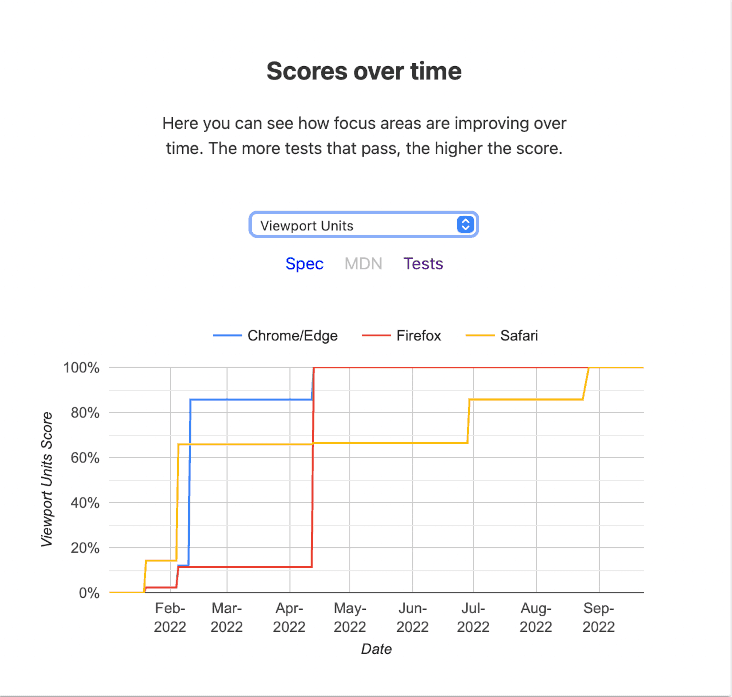 Scores over time
Here you can see how focus areas are improving over
time. The more tests that pass, the higher the score.
Viewport Units
Spec MDN Tests
Chrome/Edge Firefox Safari
100%
80%
60%
40%
20%
0%
Viewport Units Score
Feb- Mar- Apr- May- Jun- Jul- Aug- Sep-
2022 2022 2022 2022 2022 2022 2022 2022
Date